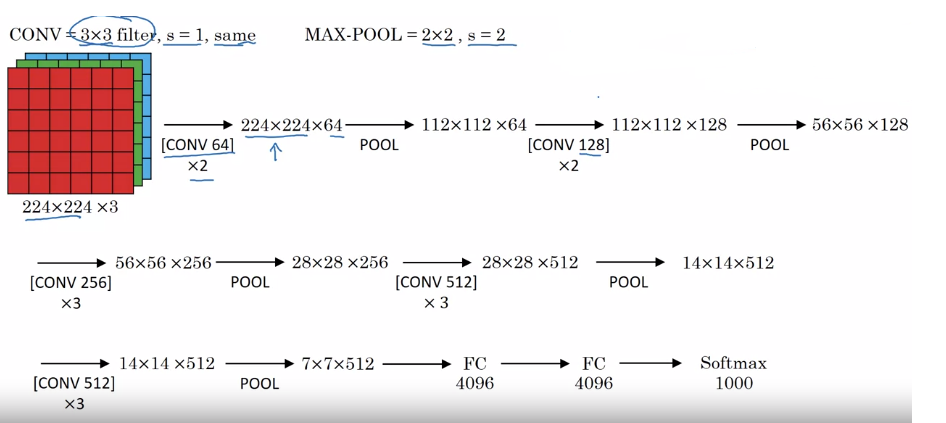 CONV = 3×3 filter, s = 1, same MAX-POOL = 2×2 , s = 2
224×224×64 112×112 ×64 112×112 ×128 56×56 ×128
[CONV 64] POOL [CONV 128] POOL
×2 ×2
224×224 ×3
56×56 ×256 28×28 ×256 28×28 ×512 14×14×512
[CONV 256] POOL [CONV 512] POOL
×3 × 3
14×14 ×512 7×7×512 FC FC Softmax
[CONV 512] POOL 4096 4096 1000
×3